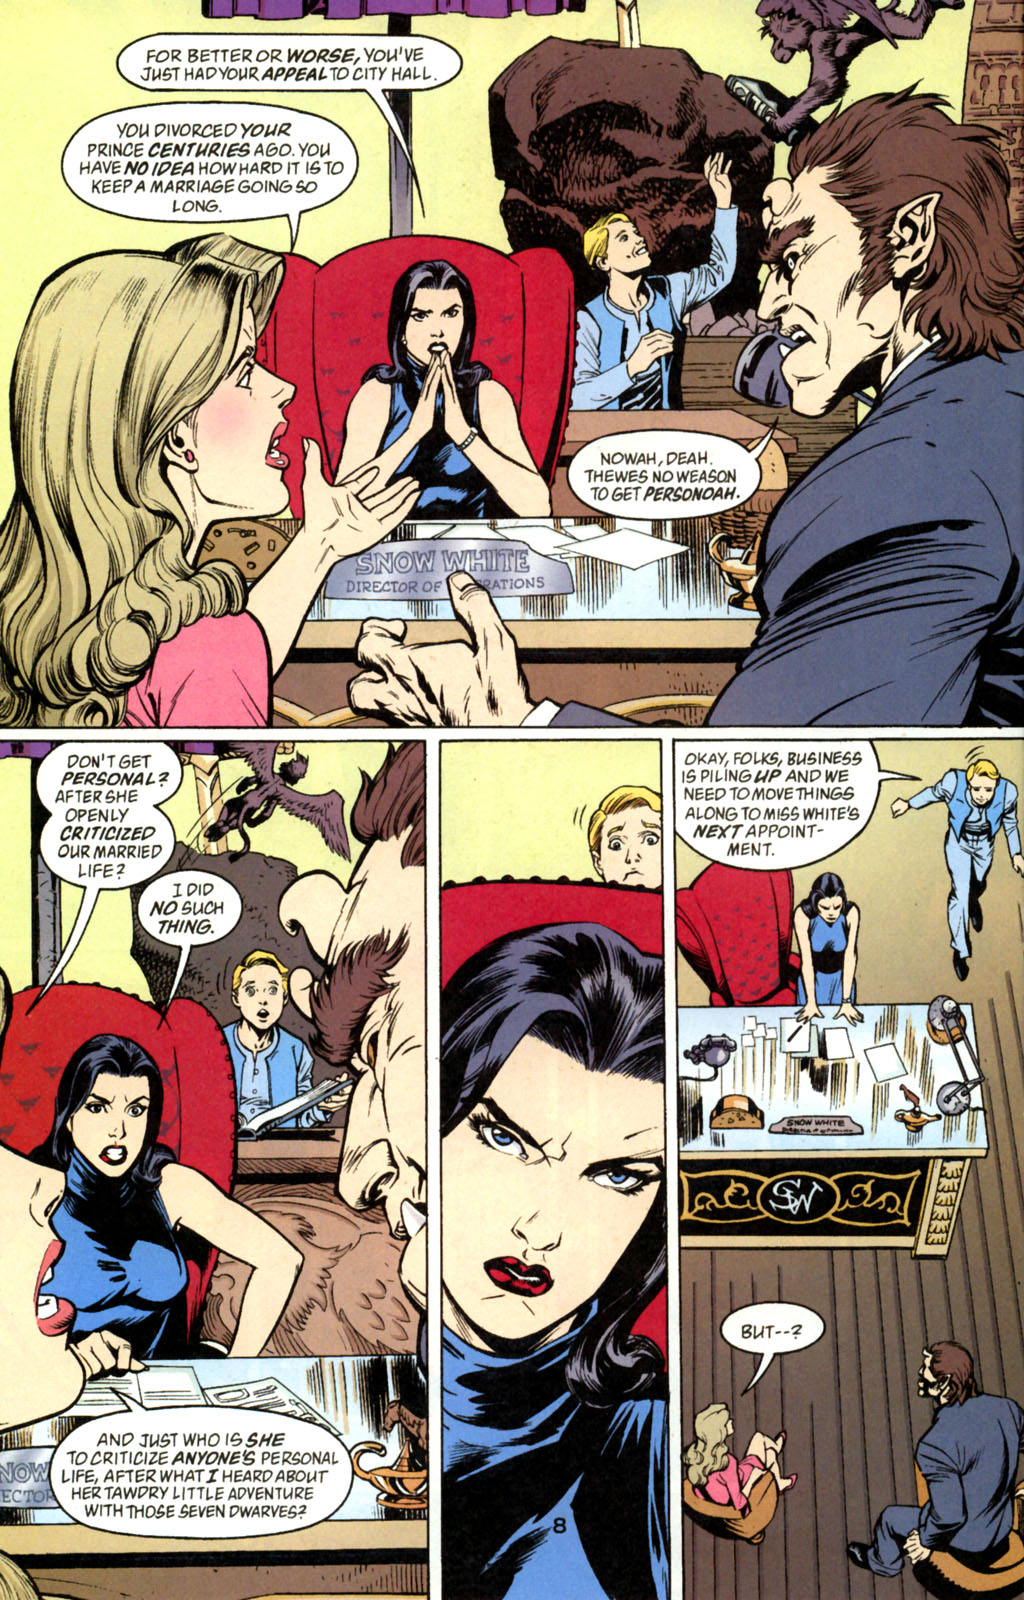 FOR BETTER OR WORSE, YOU'VE
JUST HAD YOUR APPEAL TO CITY HALL.
YOU DIVORCED YOUR
PRINCE CENTURIES AGO. YOU
HAVE NO IDEA HOW HARD IT IS TO
KEEP A MARRIAGE GOING SO
LONG.
NOWAH, DEAH.
THEWES NO WEASON
TO GET PERSONOAH.
SNOW WHITE
DIRECTOR OF ERATIONS
DON'T GET
PERSONAL?
AFTER SHE
OPENLY
CRITICIZED
OUR MARRIED
LIFE?
I DID
NO SUCH
THING.
NOW
ECTOR
AND JUST WHO IS SHE
TO CRITICIZE ANYONE'S PERSONAL
LIFE, AFTER WHAT I HEARD ABOUT
HER TAWDRY LITTLE ADVENTURE
WITH THOSE SEVEN DWARVES?
8
OKAY, FOLKS, BUSINESS
IS PILING UP AND WE
NEED TO MOVE THINGS
ALONG TO MISS WHITE'S
NEXT APPOINT-
MENT.
SNOW WHITE
SW
BUT--?